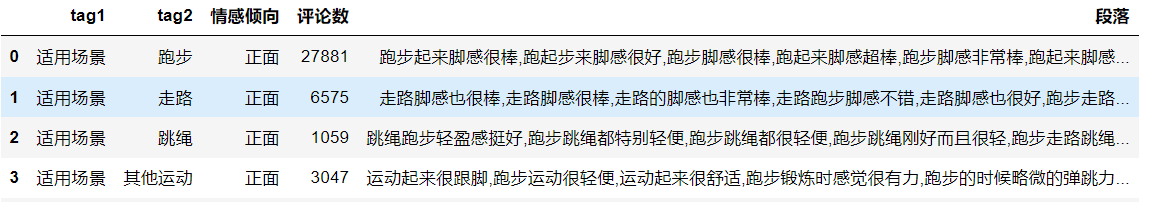 tag1 tag2 情感倾向 评论数 段落
0 适用场景 跑步 正面 27881 跑步起来脚感很棒,跑起步来脚感很好,跑步脚感很棒,跑起来脚感超棒,跑步脚感非常棒,跑起来脚感...
1 适用场景 走路 正面 6575 走路脚感也很棒,走路脚感很棒,走路的脚感也非常棒,走路跑步脚感不错,走路脚感也很好,跑步走路...
2 适用场景 跳绳 正面 1059 跳绳跑步轻盈感挺好,跑步跳绳都特别轻便,跑步跳绳都很轻便,跑步跳绳刚好而且很轻,跑步走路跳绳...
3 适用场景 其他运动 正面 3047 运动起来很跟脚,跑步运动很轻便,运动起来很舒适,跑步锻炼时感觉很有力,跑步的时候略微的弹跳力...